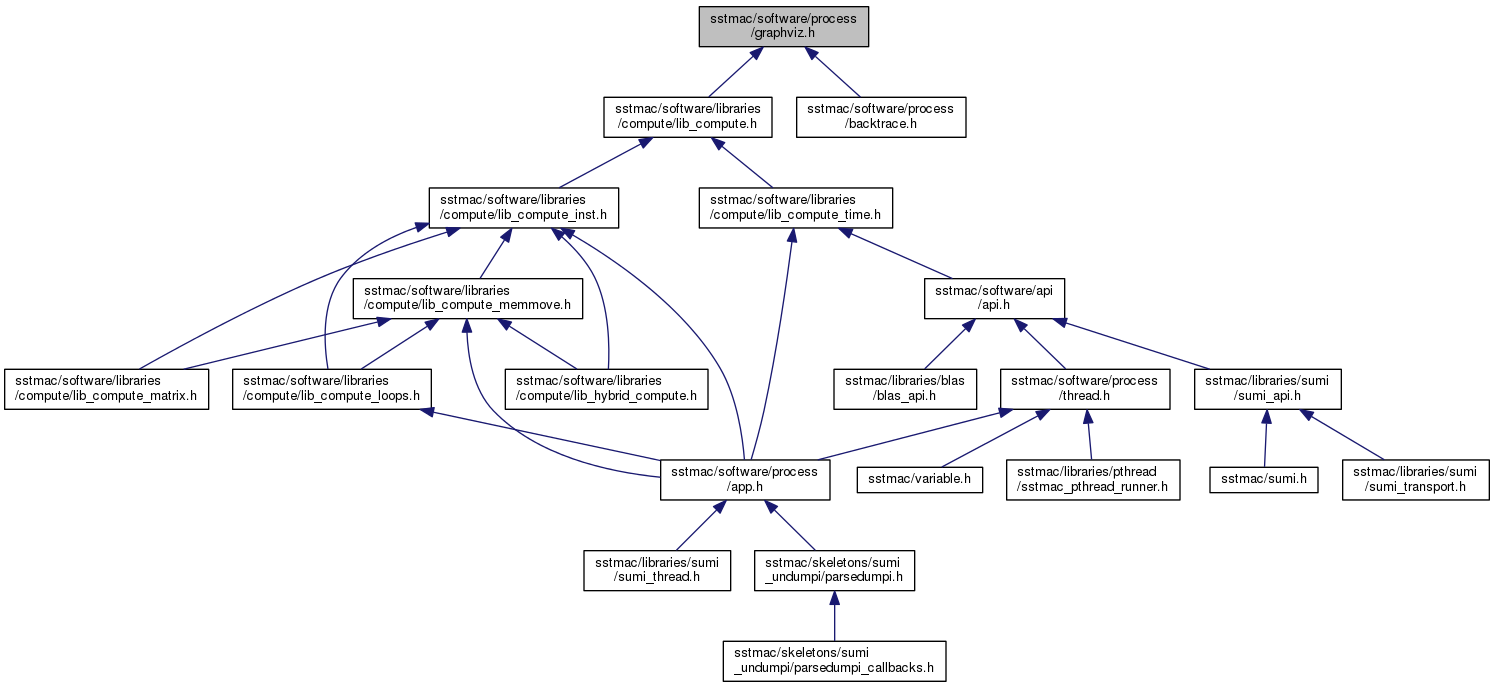 sstmac/software/process
/graphviz.h
sstmac/software/libraries
/compute/lib_compute.h
sstmac/software/process
/backtrace.h
sstmac/software/libraries
/compute/lib_compute_inst.h
sstmac/software/libraries
/compute/lib_compute_time.h
sstmac/software/libraries
/compute/lib_compute_memmove.h
sstmac/software/api
/api.h
sstmac/software/libraries
/compute/lib_compute_matrix.h
sstmac/software/libraries
/compute/lib_compute_loops.h
sstmac/software/libraries
/compute/lib_hybrid_compute.h
sstmac/libraries/blas
/blas_api.h
sstmac/software/process
/thread.h
sstmac/libraries/sumi
/sumi_api.h
sstmac/software/process
/app.h
sstmac/variable.h
sstmac/libraries/pthread
/sstmac_pthread_runner.h
sstmac/sumi.h
sstmac/libraries/sumi
/sumi_transport.h
sstmac/libraries/sumi
/sumi_thread.h
sstmac/skeletons/sumi
_undumpi/parsedumpi.h
sstmac/skeletons/sumi
_undumpi/parsedumpi_callbacks.h